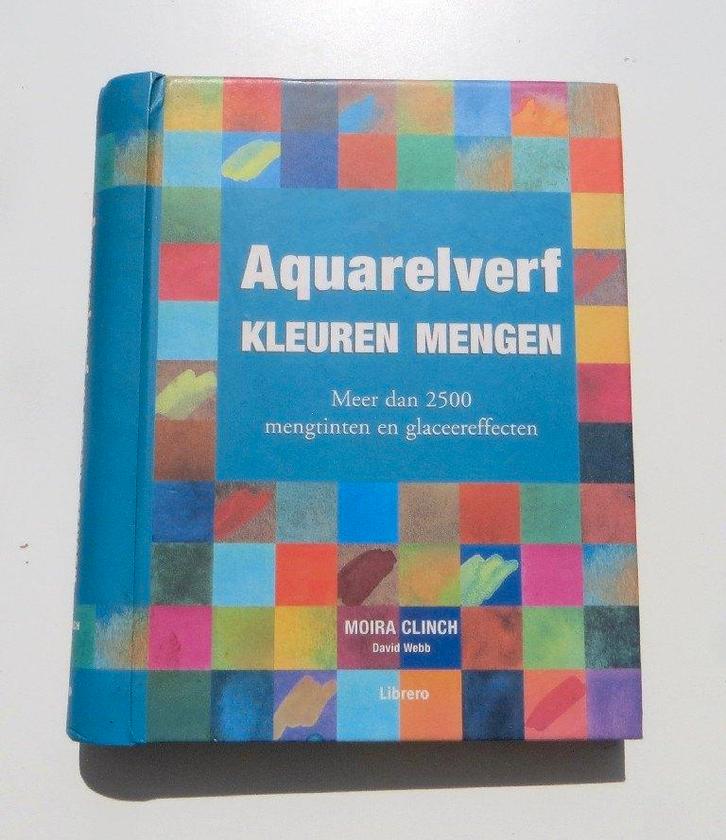 Aquarelverf
KLEUREN MENGEN
Meer dan 2500
mengtinten en glaceereffecten
MOIRA CLINCH
David Webb
Librero